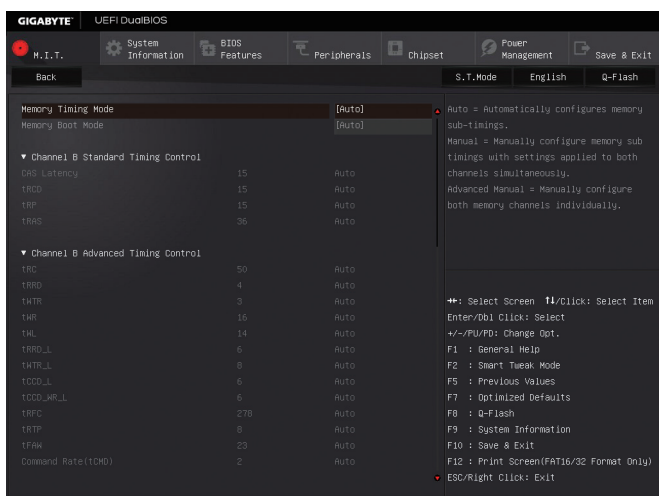 GIGABYTE™ UEFI DualBIOS
M.I.T.
System Information
BIOS Features
Peripherals
Chipset
Power Management
Save & Exit
Back S.T.Mode English Q-Flash
Memory Timing Mode [Auto]
Memory Boot Mode [Auto]
▼ Channel B Standard Timing Control
CAS Latency 15 Auto
tRCD 15 Auto
tRP 15 Auto
tRAS 36 Auto
▼ Channel B Advanced Timing Control
tRC 50 Auto
tRRD 4 Auto
tWTR 3 Auto
tWR 16 Auto
tWL 14 Auto
tRRD_L 6 Auto
tWTR_L 8 Auto
tCCD_L 6 Auto
tCCD_WR_L 6 Auto
tRFC 278 Auto
tRTP 8 Auto
tFAW 23 Auto
Command Rate(tCMD) 2 Auto
Auto = Automatically configures memory
sub-timings.
Manual = Manually configure memory sub
timings with settings applied to both
channels simultaneously.
Advanced Manual = Manually configure
both memory channels individually.
→←: Select Screen ↑↓/Click: Select Item
Enter/Dbl Click: Select
+/-/PU/PD: Change Opt.
F1 : General Help
F2 : Smart Tweak Mode
F5 : Previous Values
F7 : Optimized Defaults
F8 : Q-Flash
F9 : System Information
F10 : Save & Exit
F12 : Print Screen(FAT16/32 Format Only)
ESC/Right Click: Exit